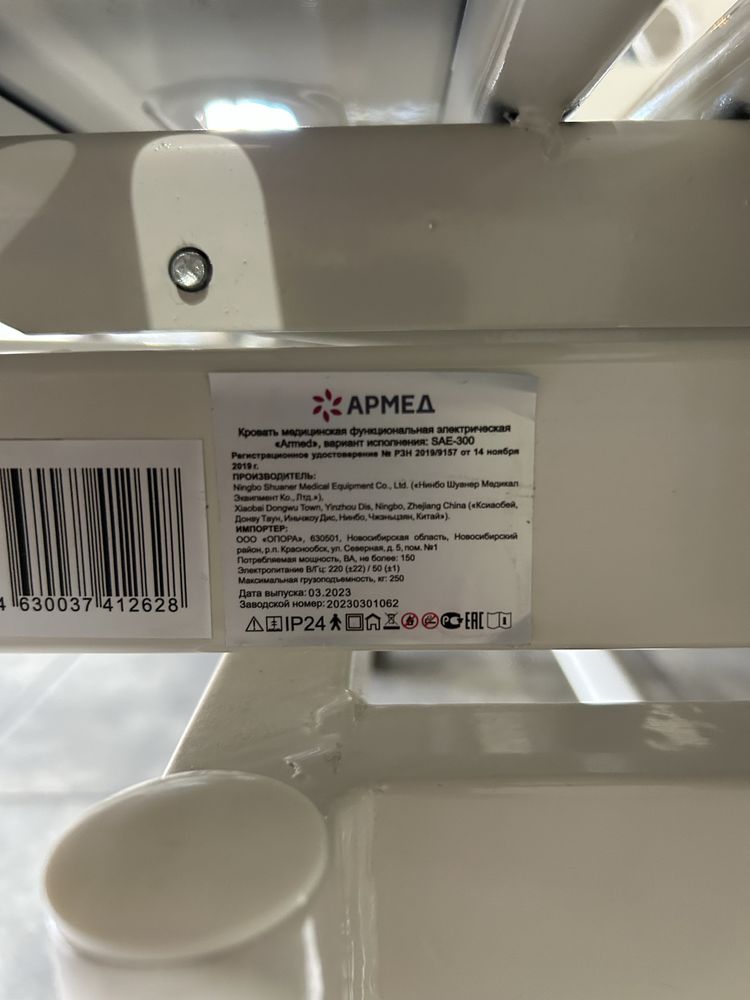 АРМЕД
Кровать медицинская функциональная электрическая
«Armed», вариант исполнения: SAE-300
Регистрационное удостоверение № РЗН 2019/9157 от 14 ноября
2019 г.
ПРОИЗВОДИТЕЛЬ:
Ningbo Shuaner Medical Equipment Co., Ltd. («Нинбо Шуанер Медикал
Эквипмент Ко., Лтд.»),
Xiaobai Dongwu Town, Yinzhou Dis, Ningbo, Zhejiang China («Ксиаобей,
Донву Таун, Иньчжоу Дис, Нинбо, Чжэньцзян, Китай»).
ИМПОРТЕР:
ООО «ОПОРА», 630501, Новосибирская область, Новосибирский
район, р.п. Краснообск, ул. Северная, д. 5, пом. №1
Потребляемая мощность, ВА, не более: 150
Электропитание В/Гц: 220 (±22) / 50 (±1)
Максимальная грузоподъемность, кг: 250
Дата выпуска: 03.2023
Заводской номер: 20230301062
IP24 EAC
4 630037 412628